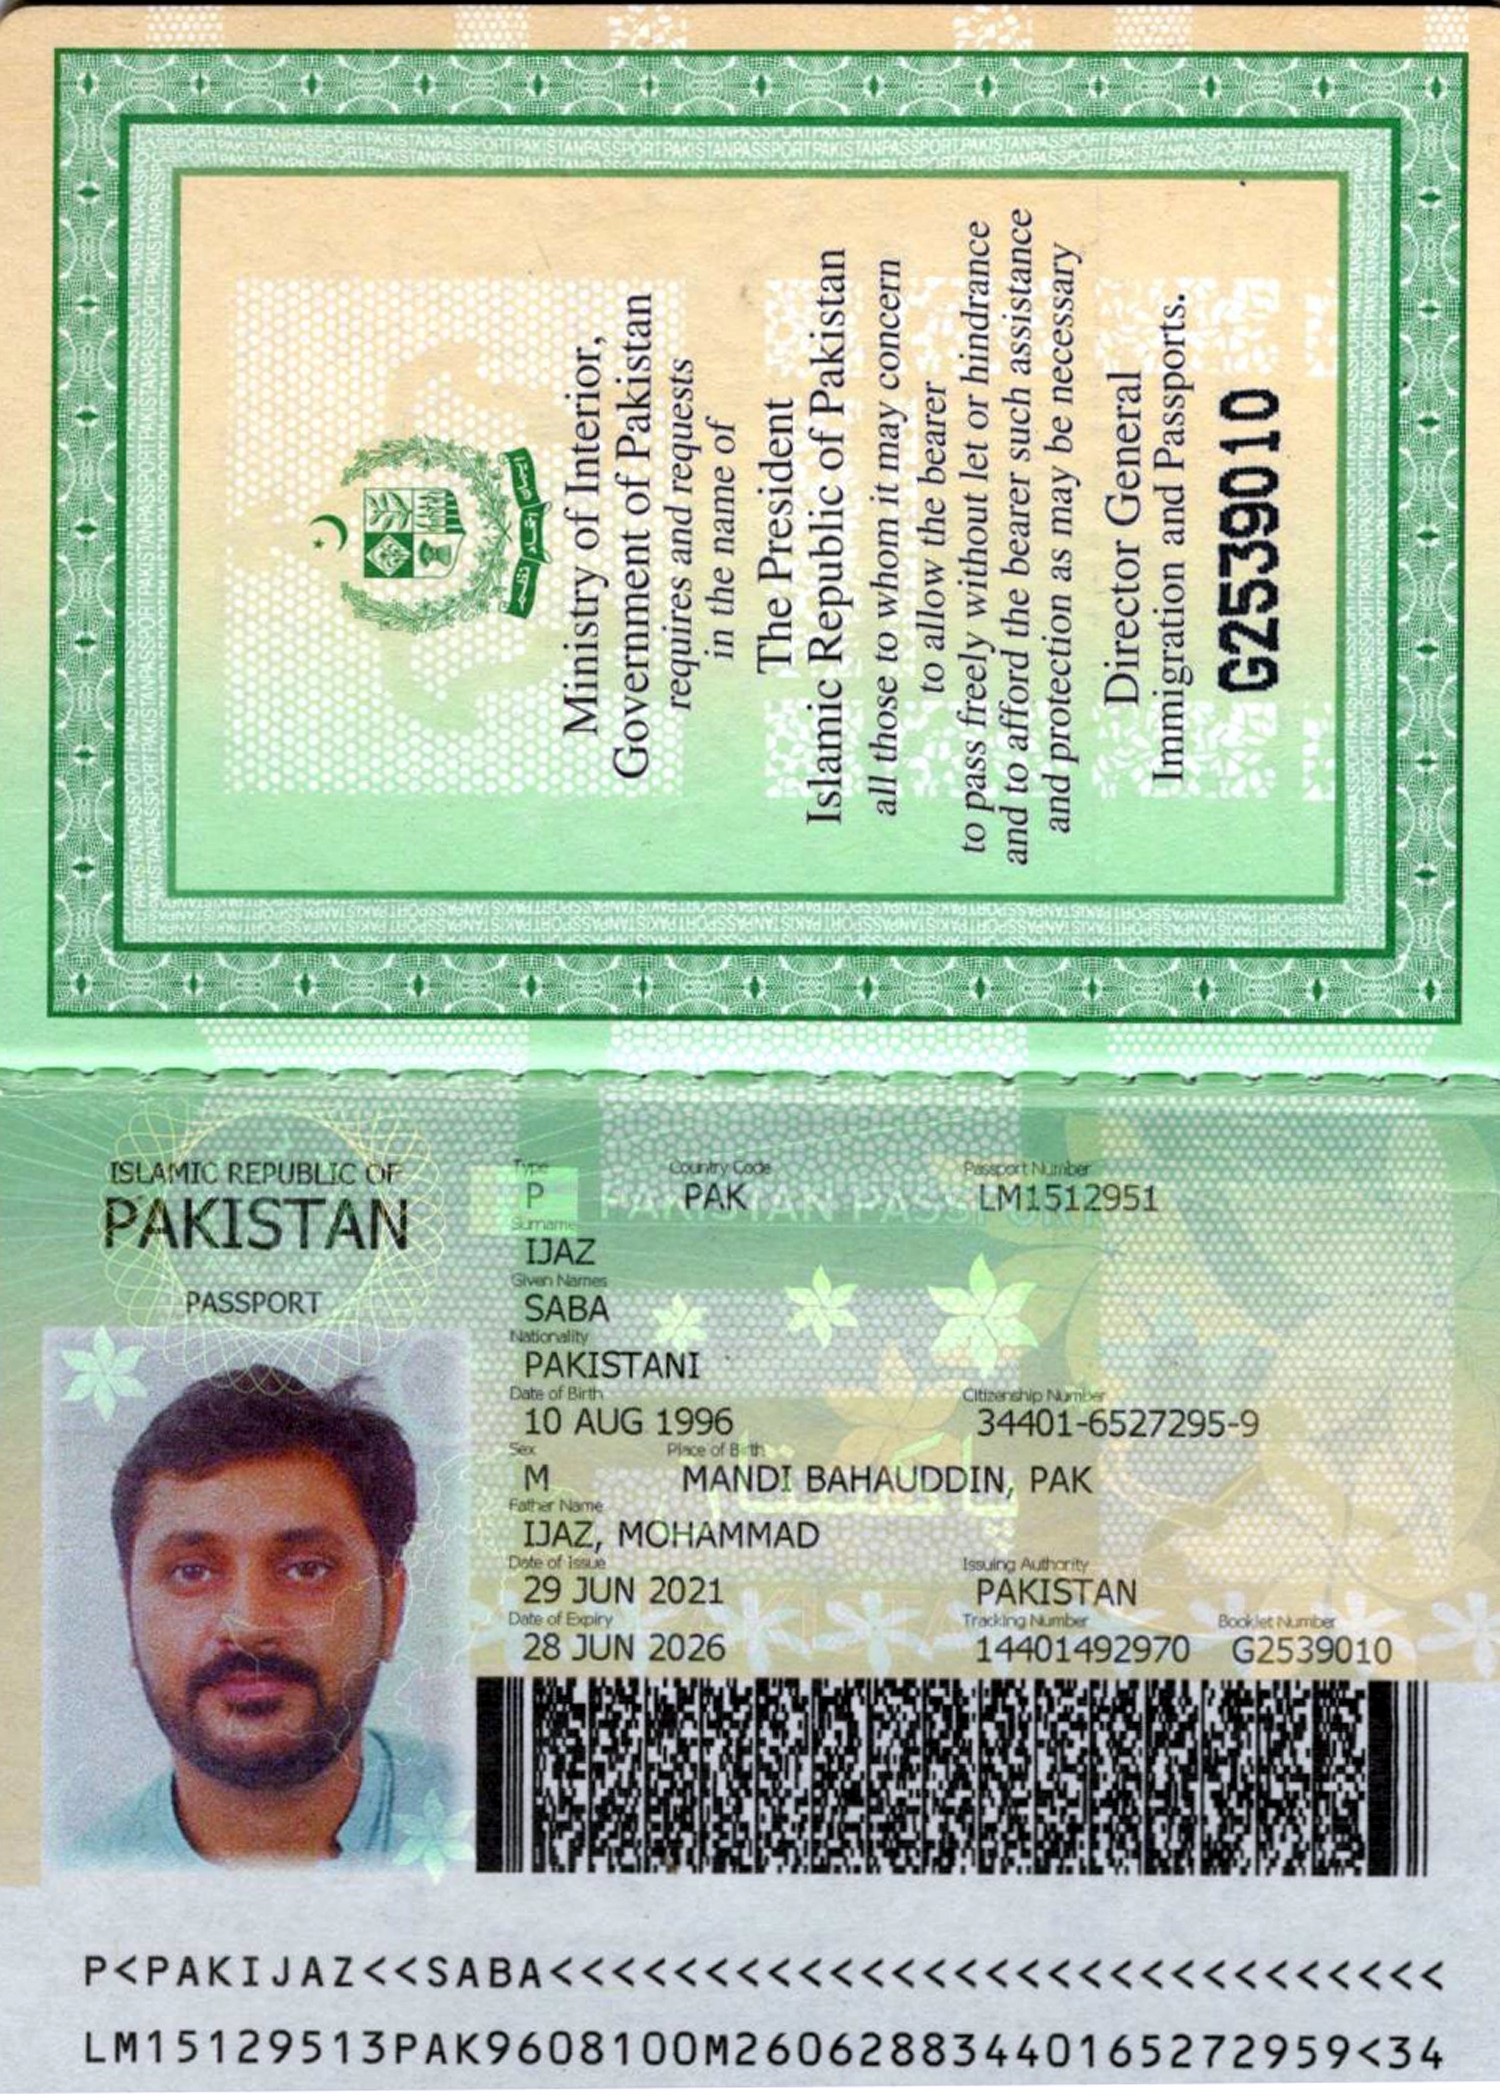 ایمان اتحاد نظم
Ministry of Interior,
Government of Pakistan
requires and requests
in the name of
The President
Islamic Republic of Pakistan
all those to whom it may concern
to allow the bearer
to pass freely without let or hindrance
and to afford the bearer such assistance
and protection as may be necessary
Director General
Immigration and Passports.
G2539010
ISLAMIC REPUBLIC OF
PAKISTAN
PASSPORT
Type Country Code Passport Number
P PAK LM1512951
PAKISTAN PASSPORT
Surname
IJAZ
Given Names
SABA
Nationality
PAKISTANI
Date of Birth Citizenship Number
10 AUG 1996 34401-6527295-9
Sex Place of Birth
M MANDI BAHAUDDIN, PAK
پاکستان
Father Name
IJAZ, MOHAMMAD
Date of Issue Issuing Authority
29 JUN 2021 PAKISTAN
Date of Expiry Tracking Number Booklet Number
28 JUN 2026 14401492970 G2539010
P<PAKIJAZ<<SABA<<<<<<<<<<<<<<<<<<<<<<<<<<<<<
LM15129513PAK9608100M26062883440165272959<34